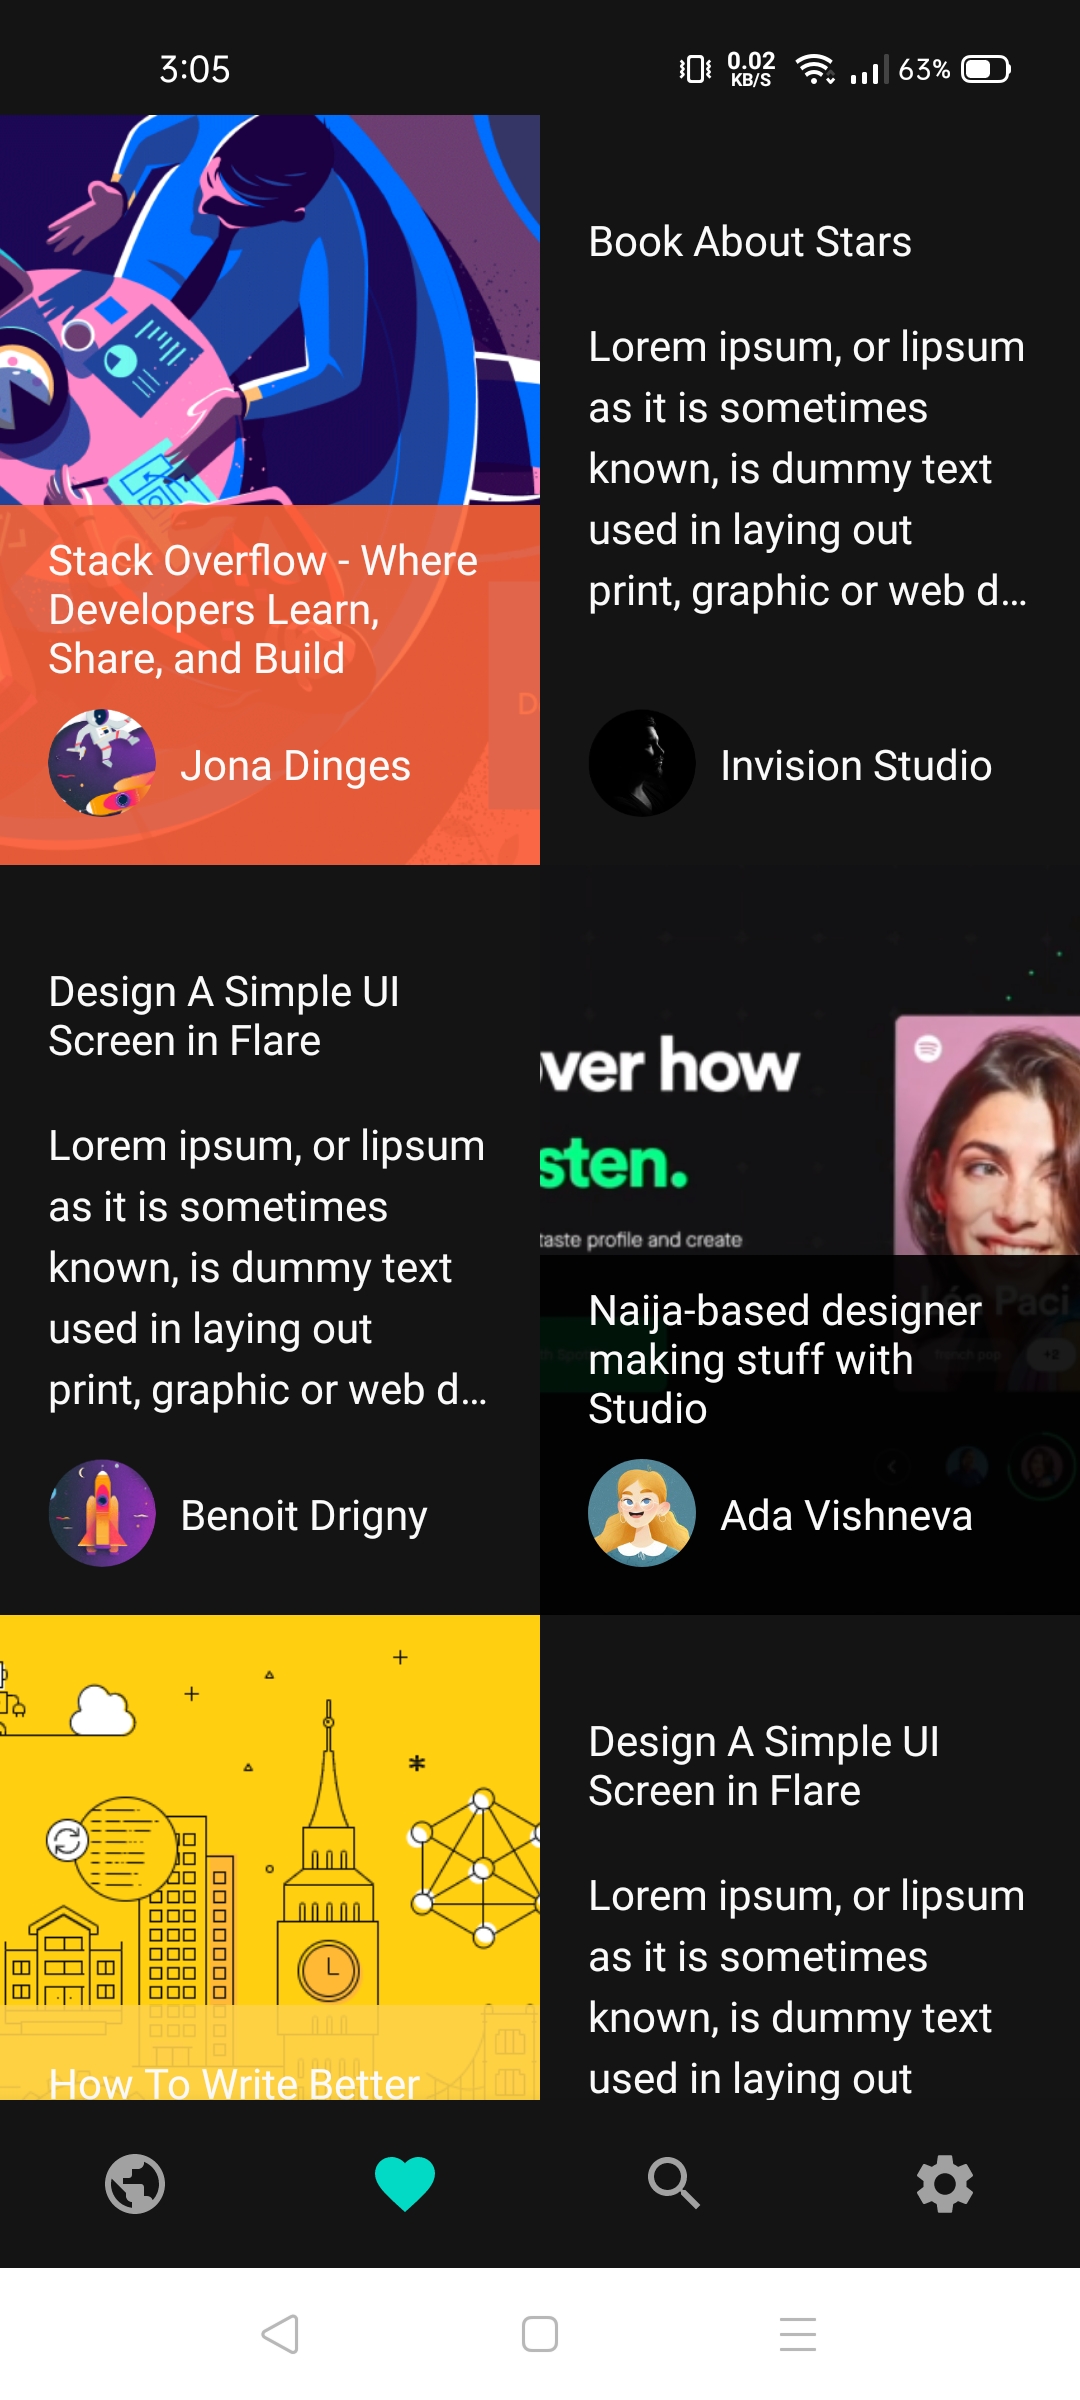 3:05
0.02
KB/S
63%
Stack Overflow - Where
Developers Learn,
Share, and Build
Jona Dinges
Book About Stars
Lorem ipsum, or lipsum
as it is sometimes
known, is dummy text
used in laying out
print, graphic or web d...
Invision Studio
Design A Simple UI
Screen in Flare
Lorem ipsum, or lipsum
as it is sometimes
known, is dummy text
used in laying out
print, graphic or web d...
Benoit Drigny
ver how
sten.
taste profile and create
Léa Paci
french pop
+2
Naija-based designer
making stuff with
Studio
Ada Vishneva
How To Write Better
Design A Simple UI
Screen in Flare
Lorem ipsum, or lipsum
as it is sometimes
known, is dummy text
used in laying out